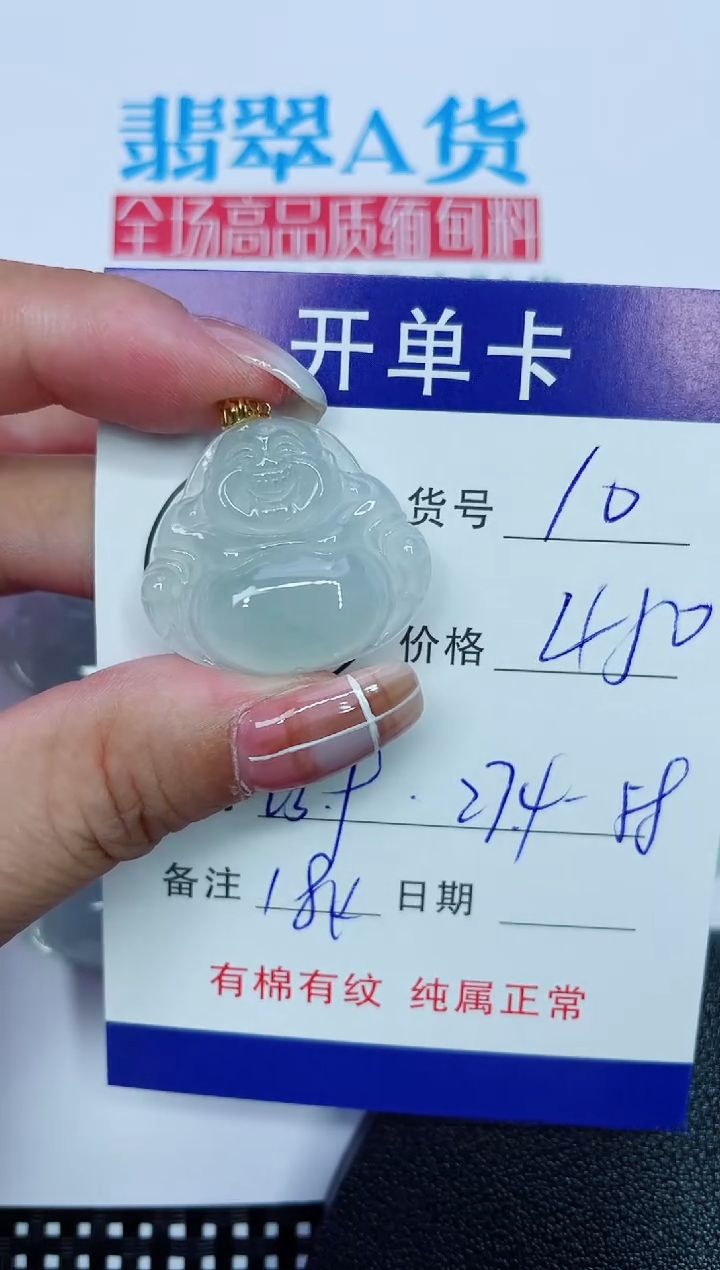 翡翠A货
全场高品质缅甸料
开单卡
货号 10
价格 480
27.4 - 58
备注 18K 日期
有棉有纹 纯属正常